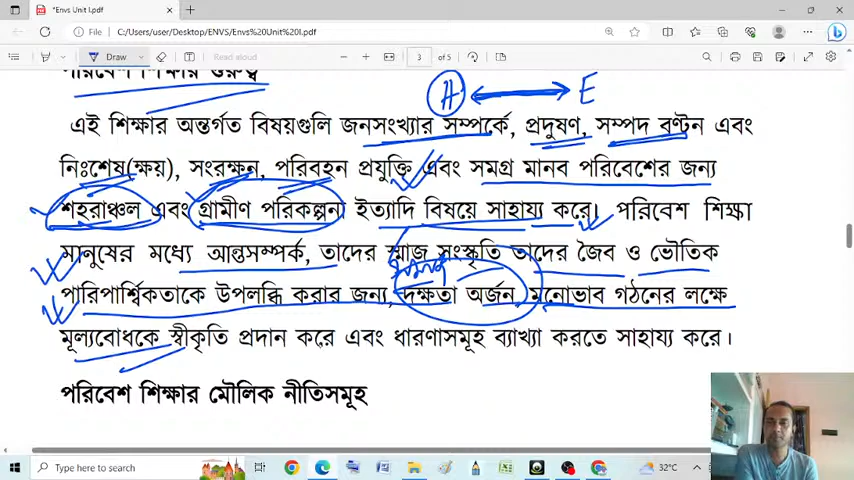 *Envs Unit I.pdf
File
C:/Users/user/Desktop/ENVS/Envs%20Unit%20I.pdf
Draw
Read aloud
3 of 5
পরিবেশ শিক্ষার গুরুত্ব
H E
এই শিক্ষার অন্তর্গত বিষয়গুলি জনসংখ্যার সম্পর্কে, প্রদুষণ, সম্পদ বণ্টন এবং
নিঃশেষ(ক্ষয়), সংরক্ষন, পরিবহন প্রযুক্তি এবং সমগ্র মানব পরিবেশের জন্য
শহরাঞ্চল এবং গ্রামীণ পরিকল্পনা ইত্যাদি বিষয়ে সাহায্য করে। পরিবেশ শিক্ষা
মানুষের মধ্যে আন্তসম্পর্ক, তাদের সংস্কৃতি তাদের জৈব ও ভৌতিক
পারিপার্শ্বিকতাকে উপলব্ধি করার জন্য, দক্ষতা অর্জন, মনোভাব গঠনের লক্ষে
মূল্যবোধকে স্বীকৃতি প্রদান করে এবং ধারণাসমূহ ব্যাখ্যা করতে সাহায্য করে।
পরিবেশ শিক্ষার মৌলিক নীতিসমূহ
Type here to search
32°C